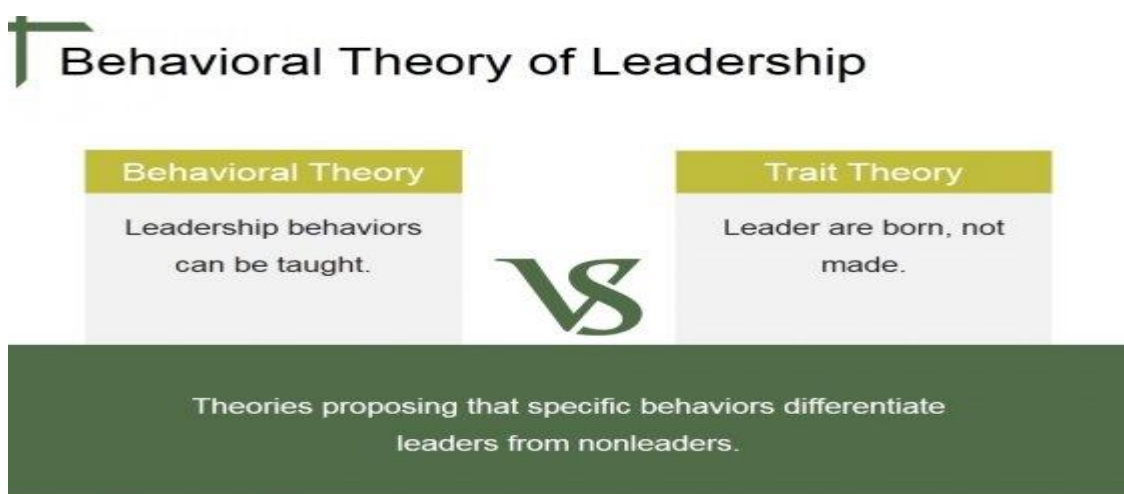 Behavioral Theory of Leadership
Behavioral Theory
Leadership behaviors
can be taught.
VS
Trait Theory
Leader are born, not
made.
Theories proposing that specific behaviors differentiate
leaders from nonleaders.